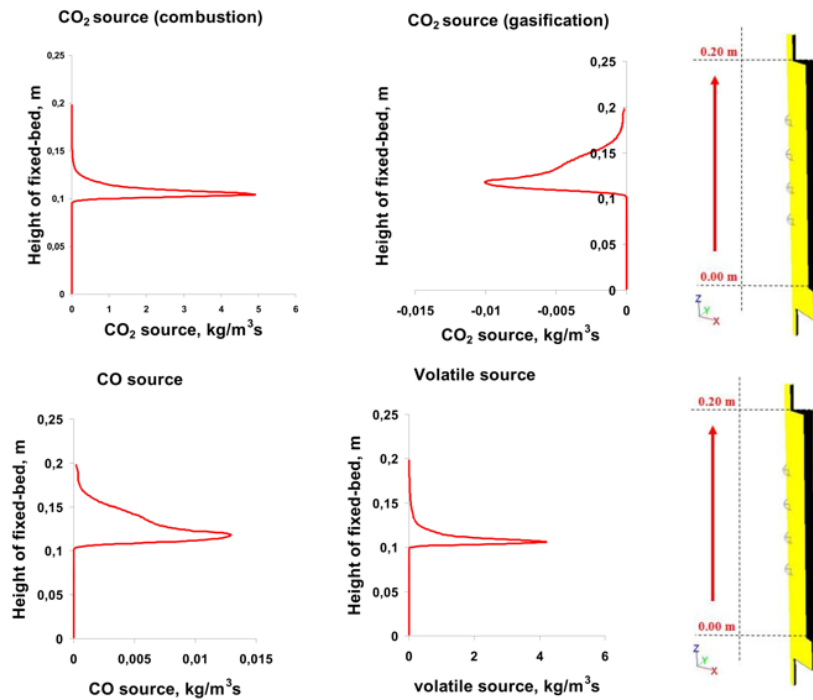 CO₂ source (combustion)
Height of fixed-bed, m
0,25
0,2
0,15
0,1
0,05
0
0 1 2 3 4 5 6
CO₂ source, kg/m³s
CO₂ source (gasification)
Height of fixed-bed, m
0,25
0,2
0,15
0,1
0,05
0
-0,015 -0,01 -0,005 0
CO₂ source, kg/m³s
0.20 m
0.00 m
Z
Y
X
CO source
Height of fixed-bed, m
0,25
0,2
0,15
0,1
0,05
0
0 0,005 0,01 0,015
CO source, kg/m³s
Volatile source
Height of fixed-bed, m
0,25
0,2
0,15
0,1
0,05
0
0 2 4 6
volatile source, kg/m³s
0.20 m
0.00 m
Z
Y
X